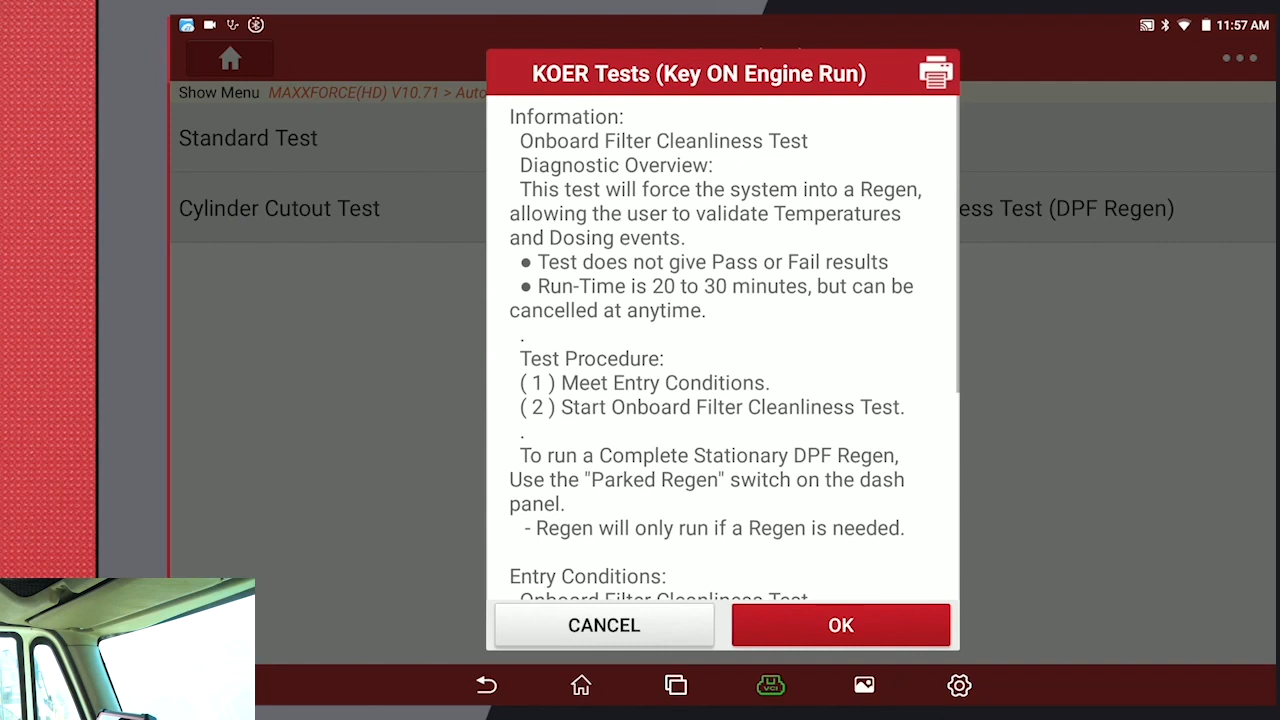 11:57 AM
KOER Tests (Key ON Engine Run)
Show Menu MAXXFORCE(HD) V10.71 > Auto
Standard Test
Cylinder Cutout Test
ess Test (DPF Regen)
Information:
Onboard Filter Cleanliness Test
Diagnostic Overview:
This test will force the system into a Regen,
allowing the user to validate Temperatures
and Dosing events.
● Test does not give Pass or Fail results
● Run-Time is 20 to 30 minutes, but can be
cancelled at anytime.
.
Test Procedure:
( 1 ) Meet Entry Conditions.
( 2 ) Start Onboard Filter Cleanliness Test.
.
To run a Complete Stationary DPF Regen,
Use the "Parked Regen" switch on the dash
panel.
- Regen will only run if a Regen is needed.
Entry Conditions:
Onboard Filter Cleanliness Test
CANCEL
OK
VCI